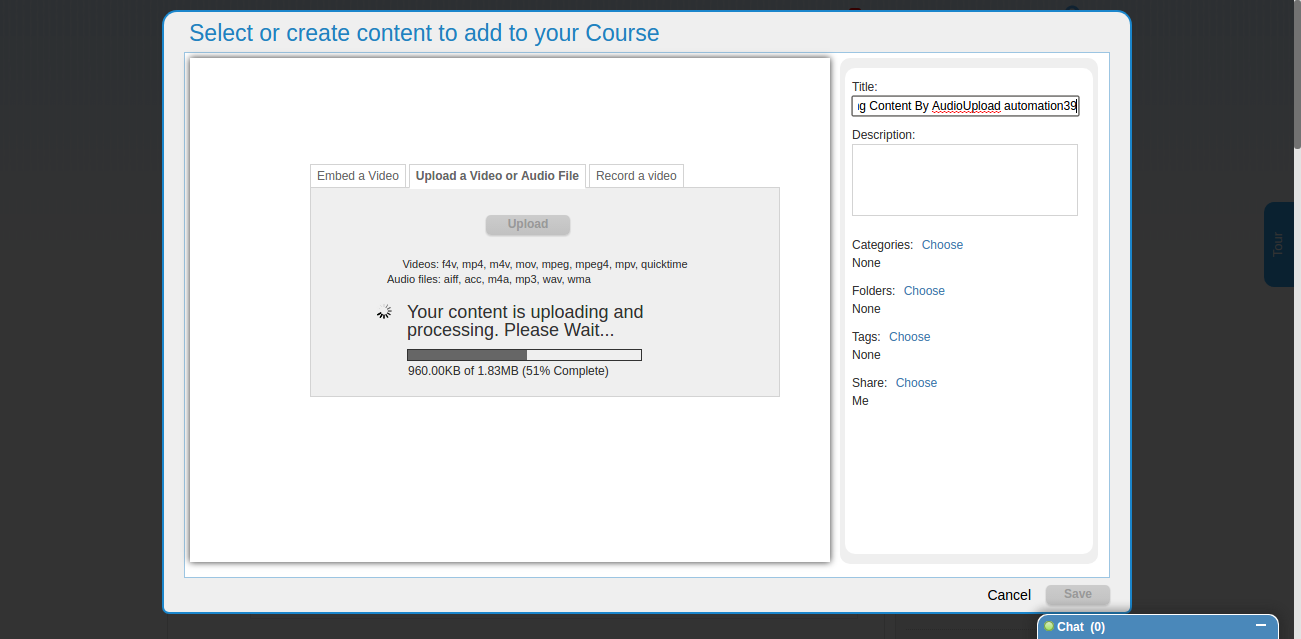 Select or create content to add to your Course
Embed a Video
Upload a Video or Audio File
Record a video
Upload
Videos: f4v, mp4, m4v, mov, mpeg, mpeg4, mpv, quicktime
Audio files: aiff, acc, m4a, mp3, wav, wma
Your content is uploading and
processing. Please Wait...
960.00KB of 1.83MB (51% Complete)
Title:
Content By AudioUpload automation39
Description:
Categories: Choose
None
Folders: Choose
None
Tags: Choose
None
Share: Choose
Me
Cancel
Save
Tour
Chat (0)